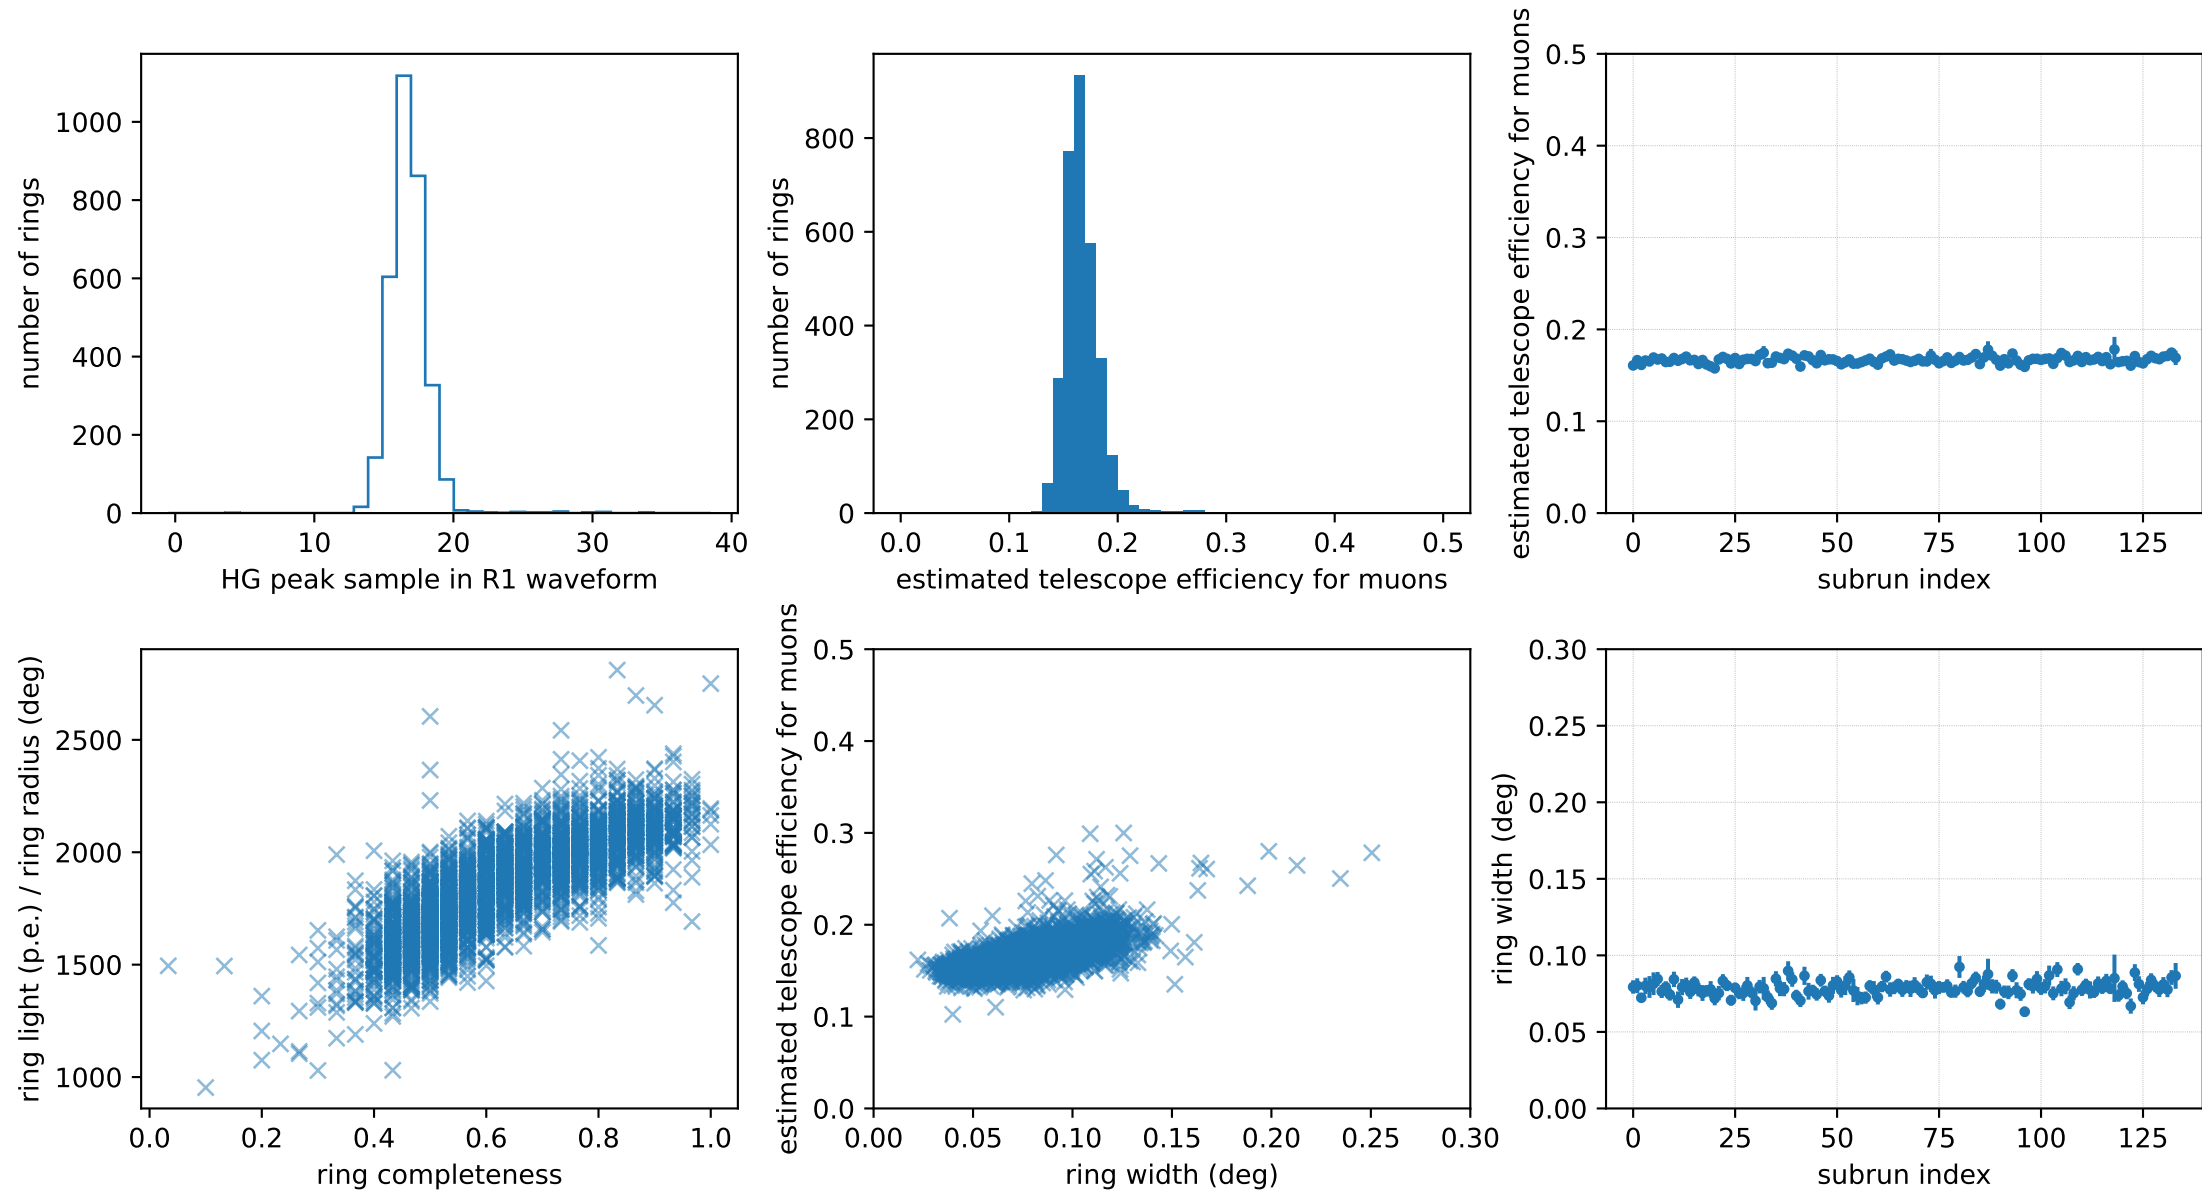 number of rings
1000
800
600
400
200
0
0 10 20 30 40
HG peak sample in R1 waveform
number of rings
800
600
400
200
0
0.0 0.1 0.2 0.3 0.4 0.5
estimated telescope efficiency for muons
estimated telescope efficiency for muons
0.5
0.4
0.3
0.2
0.1
0.0
0 25 50 75 100 125
subrun index
ring light (p.e.) / ring radius (deg)
2500
2000
1500
1000
0.0 0.2 0.4 0.6 0.8 1.0
ring completeness
estimated telescope efficiency for muons
0.5
0.4
0.3
0.2
0.1
0.0
0.00 0.05 0.10 0.15 0.20 0.25 0.30
ring width (deg)
ring width (deg)
0.30
0.25
0.20
0.15
0.10
0.05
0.00
0 25 50 75 100 125
subrun index